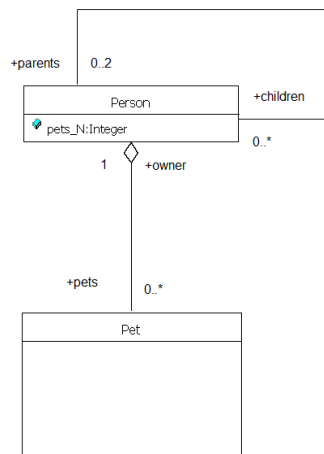 +parents 0..2
Person
+children
pets_N:Integer
0..*
1 +owner
+pets 0..*
Pet